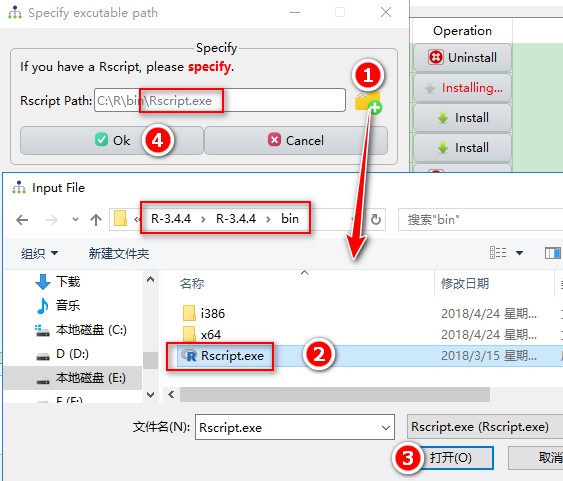 Specify excutable path
Operation
Specify
If you have a Rscript, please specify.
Uninstall
1
Installing...
Rscript Path: C:\R\bin\Rscript.exe
Install
Ok
4
Cancel
Install
Input File
« R-3.4.4 > R-3.4.4 > bin
搜索"bin"
组织
新建文件夹
名称
修改日期
下载
音乐
i386
2018/4/24 星期...
本地磁盘 (C:)
x64
2018/4/24 星期...
D (D:)
Rscript.exe
2
2018/3/15 星期...
本地磁盘 (E:)
F (F:)
文件名(N): Rscript.exe
Rscript.exe (Rscript.exe)
3
打开(O)
取消